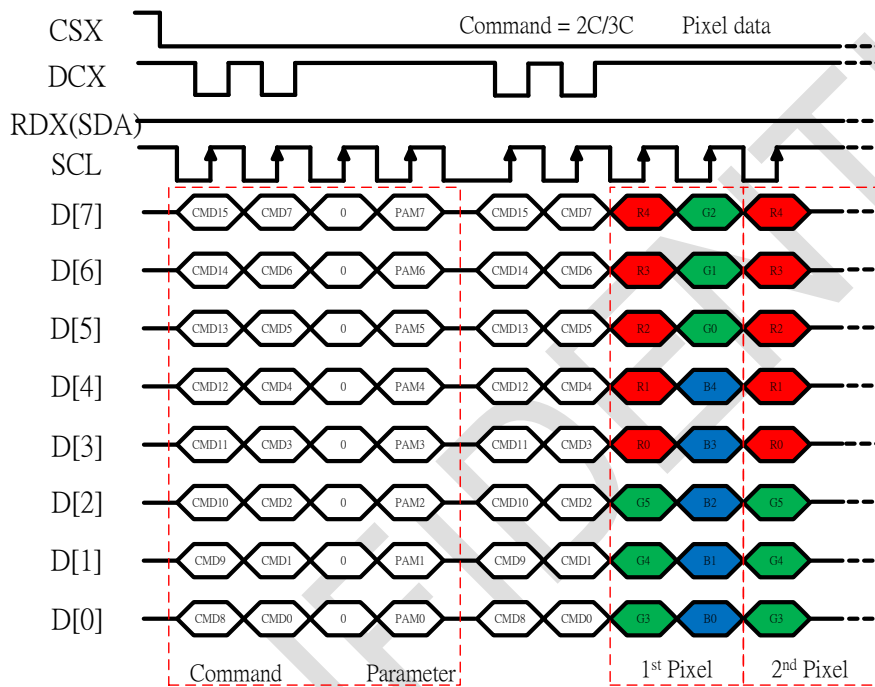 CSX Command = 2C/3C Pixel data
DCX
RDX(SDA)
SCL
D[7] CMD15 CMD7 0 PAM7 CMD15 CMD7 R4 G2 R4
D[6] CMD14 CMD6 0 PAM6 CMD14 CMD6 R3 G1 R3
D[5] CMD13 CMD5 0 PAM5 CMD13 CMD5 R2 G0 R2
D[4] CMD12 CMD4 0 PAM4 CMD12 CMD4 R1 B4 R1
D[3] CMD11 CMD3 0 PAM3 CMD11 CMD3 R0 B3 R0
D[2] CMD10 CMD2 0 PAM2 CMD10 CMD2 G5 B2 G5
D[1] CMD9 CMD1 0 PAM1 CMD9 CMD1 G4 B1 G4
D[0] CMD8 CMD0 0 PAM0 CMD8 CMD0 G3 B0 G3
Command Parameter 1st Pixel 2nd Pixel
FIDENT